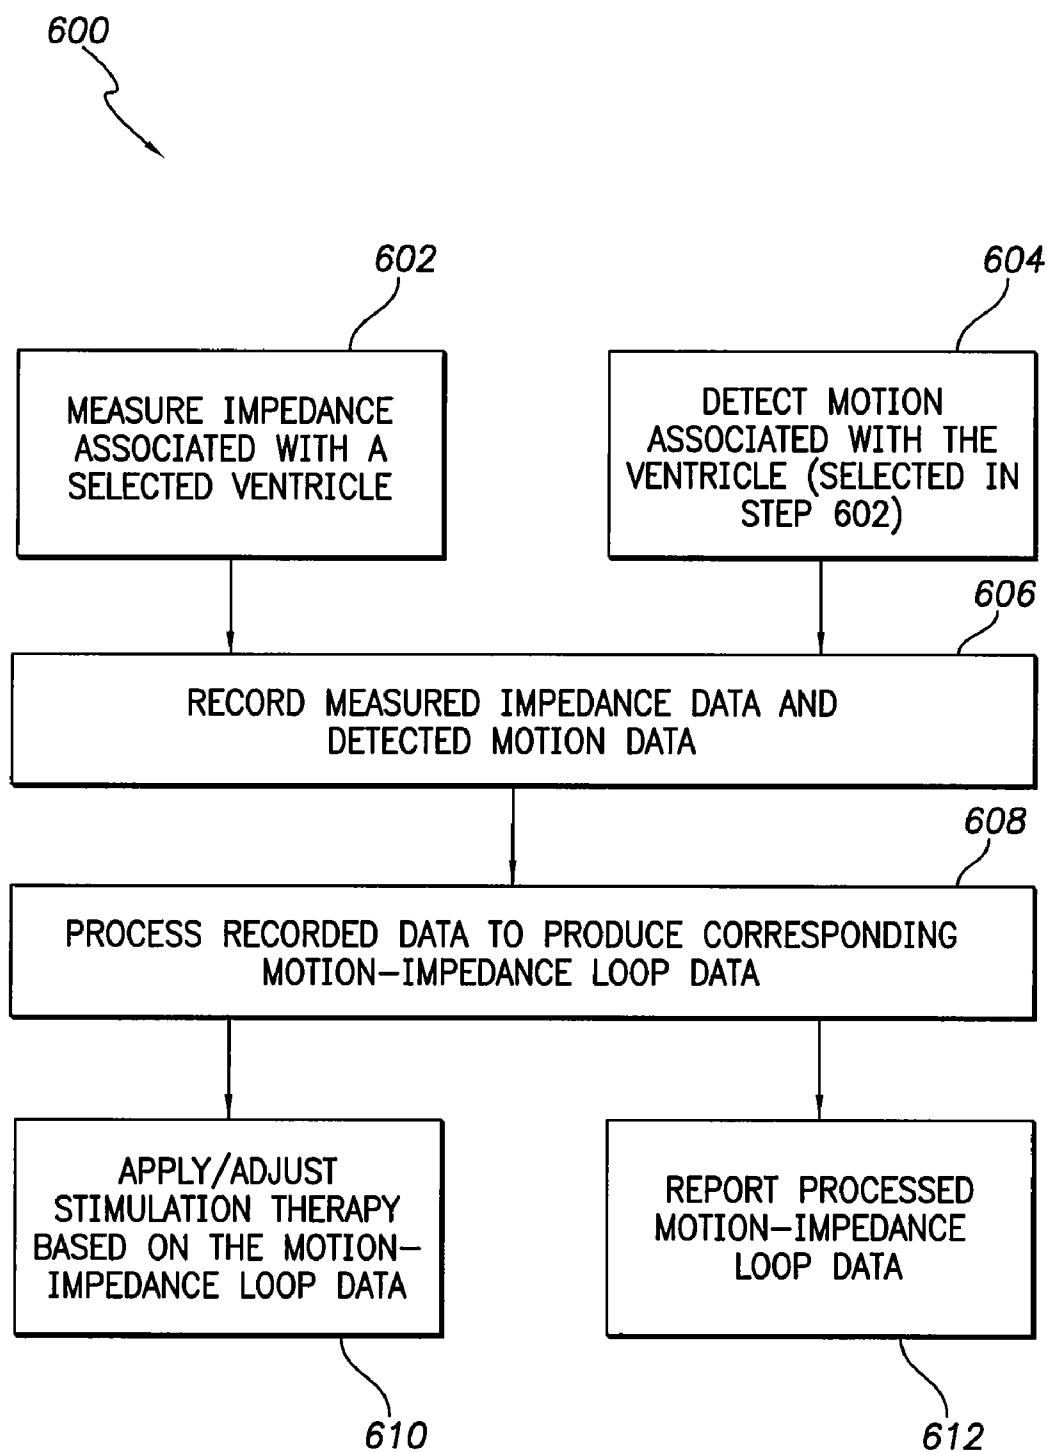 600
602
604
MEASURE IMPEDANCE
ASSOCIATED WITH A
SELECTED VENTRICLE
DETECT MOTION
ASSOCIATED WITH THE
VENTRICLE (SELECTED IN
STEP 602)
606
RECORD MEASURED IMPEDANCE DATA AND
DETECTED MOTION DATA
608
PROCESS RECORDED DATA TO PRODUCE CORRESPONDING
MOTION-IMPEDANCE LOOP DATA
APPLY/ADJUST
STIMULATION THERAPY
BASED ON THE MOTION-
IMPEDANCE LOOP DATA
REPORT PROCESSED
MOTION-IMPEDANCE
LOOP DATA
610
612